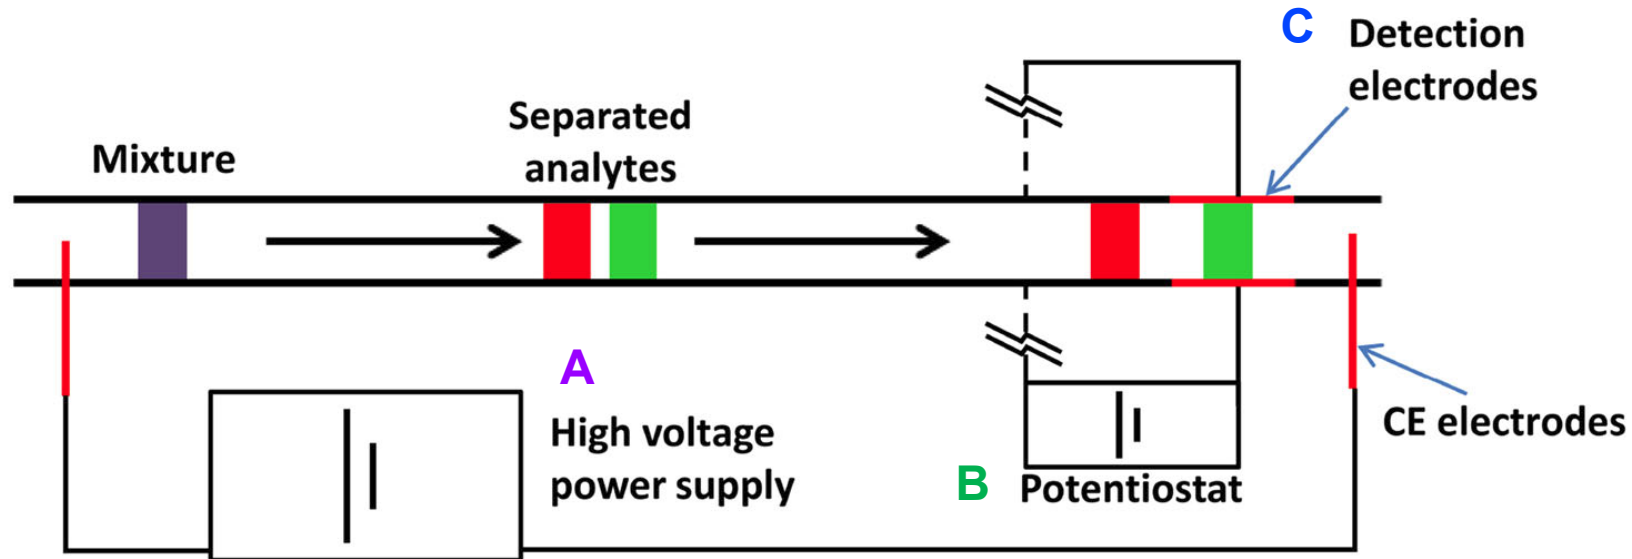 C
Detection
electrodes
Separated
analytes
Mixture
A
High voltage
power supply
CE electrodes
B
Potentiostat